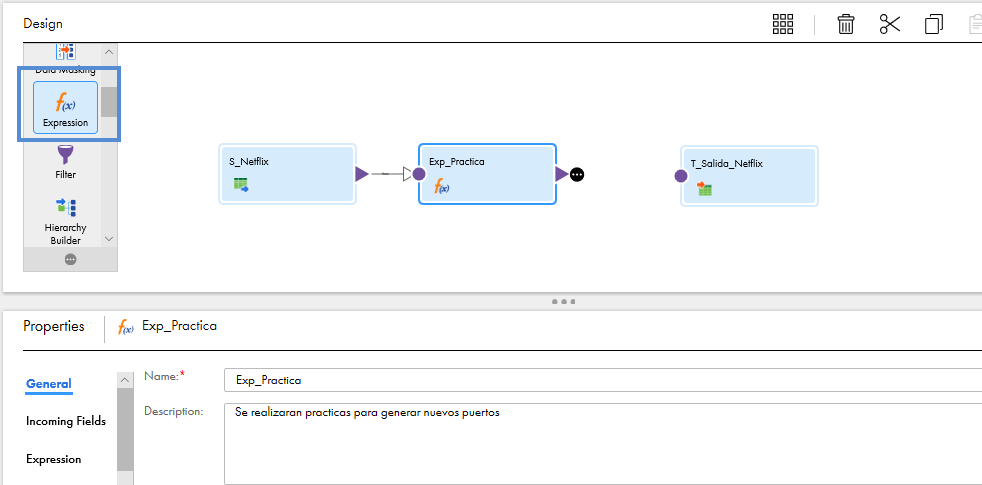 Design
Data Masking
f(x)
Expression
Filter
Hierarchy
Builder
S_Netflix
Exp_Practica
f(x)
T_Salida_Netflix
Properties
f(x) Exp_Practica
General
Incoming Fields
Expression
Name:*
Exp_Practica
Description:
Se realizaran practicas para generar nuevos puertos